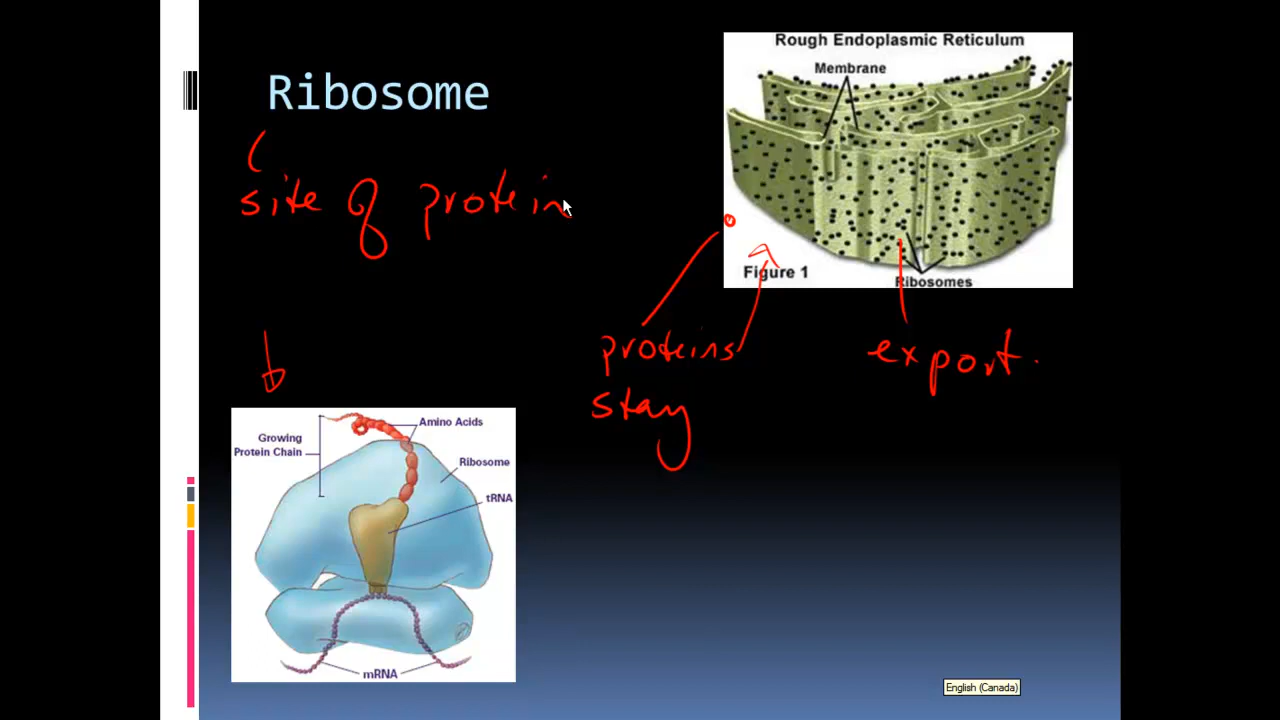 Ribosome
site of protein
Rough Endoplasmic Reticulum
Membrane
Figure 1
Ribosomes
proteins
stay
export.
Growing
Protein Chain
Amino Acids
Ribosome
tRNA
mRNA
English (Canada)